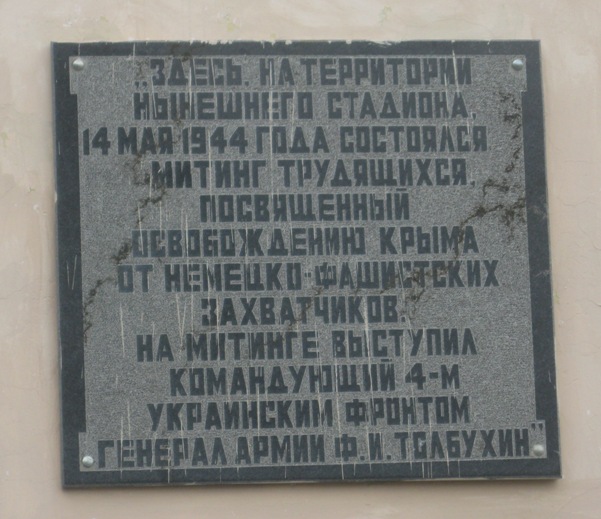 „ЗДЕСЬ, НА ТЕРРИТОРИИ
НЫНЕШНЕГО СТАДИОНА,
14 МАЯ 1944 ГОДА СОСТОЯЛСЯ
МИТИНГ ТРУДЯЩИХСЯ,
ПОСВЯЩЕННЫЙ
ОСВОБОЖДЕНИЮ КРЫМА
ОТ НЕМЕЦКО-ФАШИСТСКИХ
ЗАХВАТЧИКОВ.
НА МИТИНГЕ ВЫСТУПИЛ
КОМАНДУЮЩИЙ 4-М
УКРАИНСКИМ ФРОНТОМ
ГЕНЕРАЛ АРМИИ Ф.И.ТОЛБУХИН"